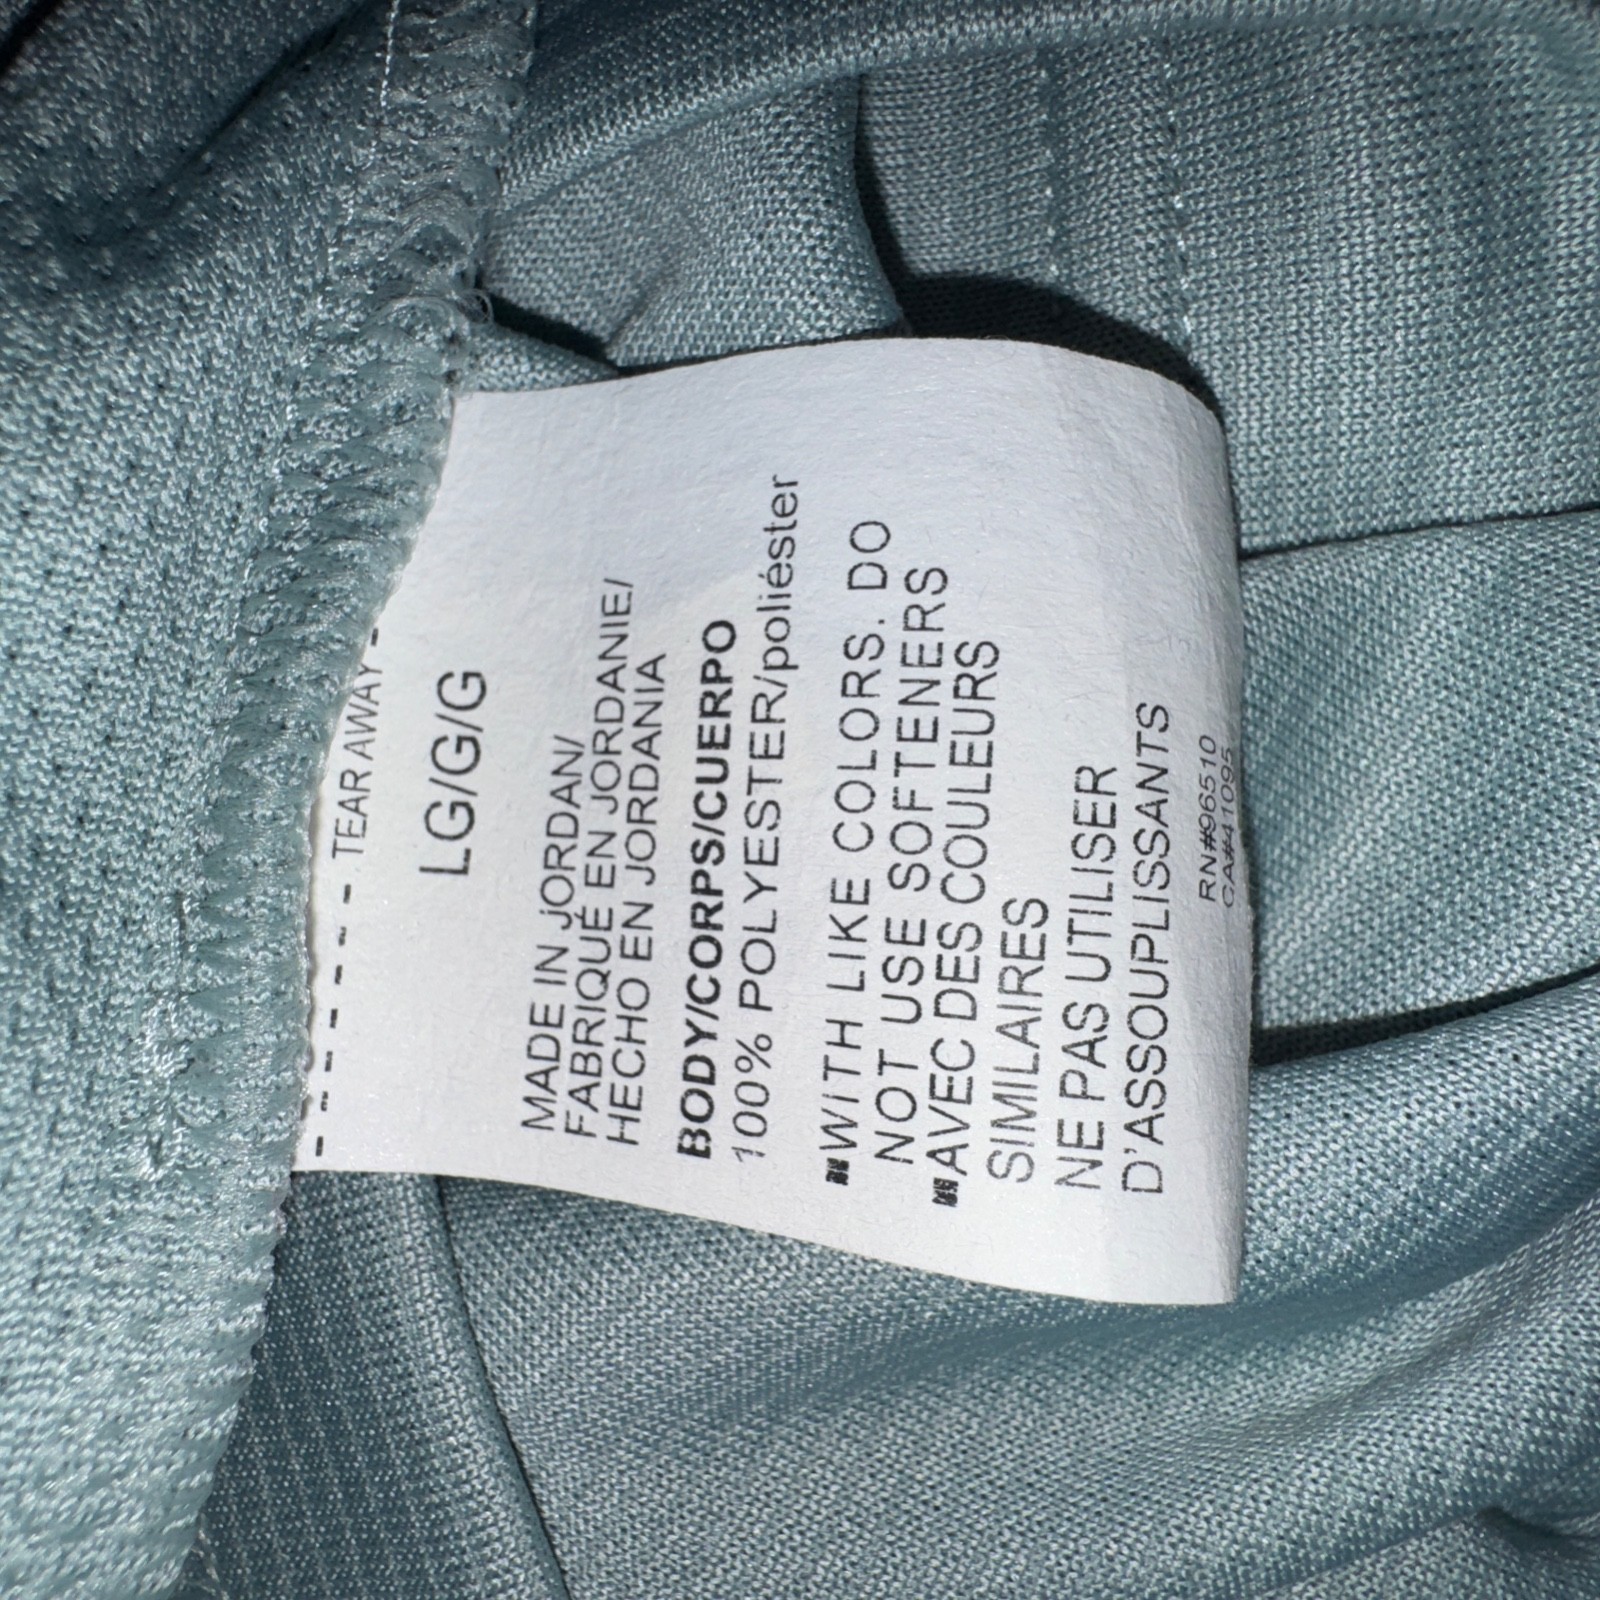 TEAR AWAY
LG/G/G
MADE IN JORDAN/
FABRIQUÉ EN JORDANIE/
HECHO EN JORDANIA
BODY/CORPS/CUERPO
100% POLYESTER/poliéster
"WITH LIKE COLORS. DO
NOT USE SOFTENERS
"AVEC DES COULEURS
SIMILAIRES
NE PAS UTILISER
D'ASSOUPLISSANTS
RN#96510
CA#41095